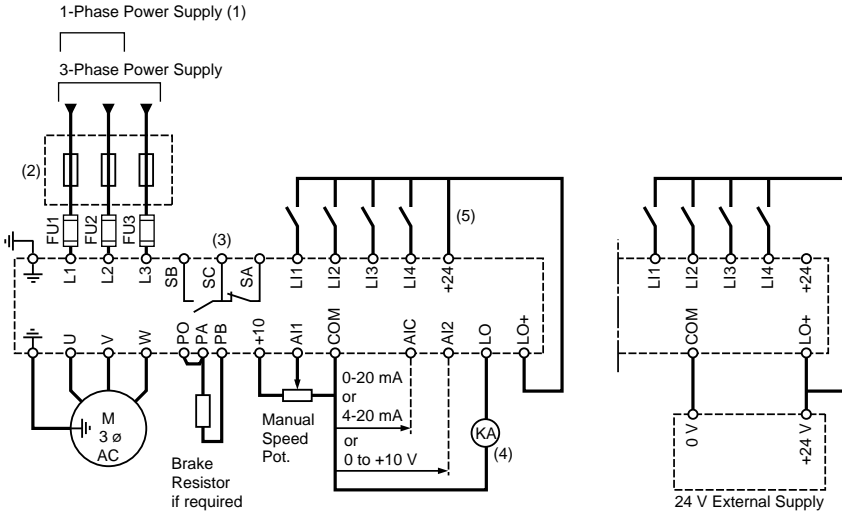 1-Phase Power Supply (1)
3-Phase Power Supply
(2)
FU1
FU2
FU3
(3)
(5)
L1
L2
L3
SB
SC
SA
LI1
LI2
LI3
LI4
+24
U
V
W
PO
PA
PB
+10
AI1
COM
AIC
AI2
LO
LO+
M
3 ø
AC
Brake
Resistor
if required
Manual
Speed
Pot.
0-20 mA
or
4-20 mA
or
0 to +10 V
KA
(4)
LI1
LI2
LI3
LI4
+24
COM
LO+
0 V
+24 V
24 V External Supply